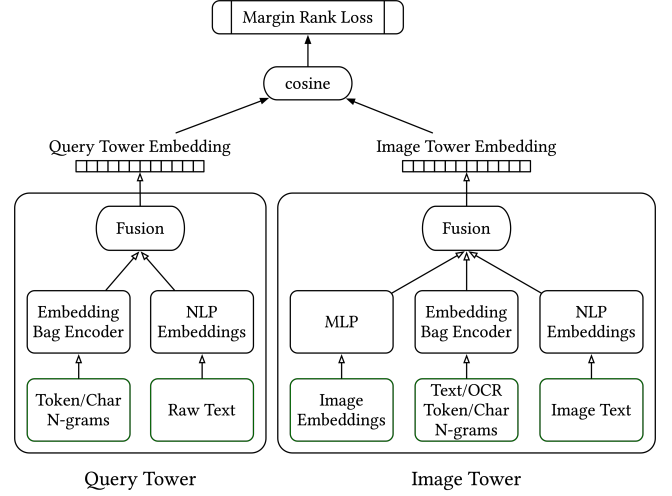 Margin Rank Loss
cosine
Query Tower Embedding
Image Tower Embedding
Fusion
Fusion
Embedding
Bag Encoder
NLP
Embeddings
MLP
Embedding
Bag Encoder
NLP
Embeddings
Token/Char
N-grams
Raw Text
Image
Embeddings
Text/OCR
Token/Char
N-grams
Image Text
Query Tower
Image Tower